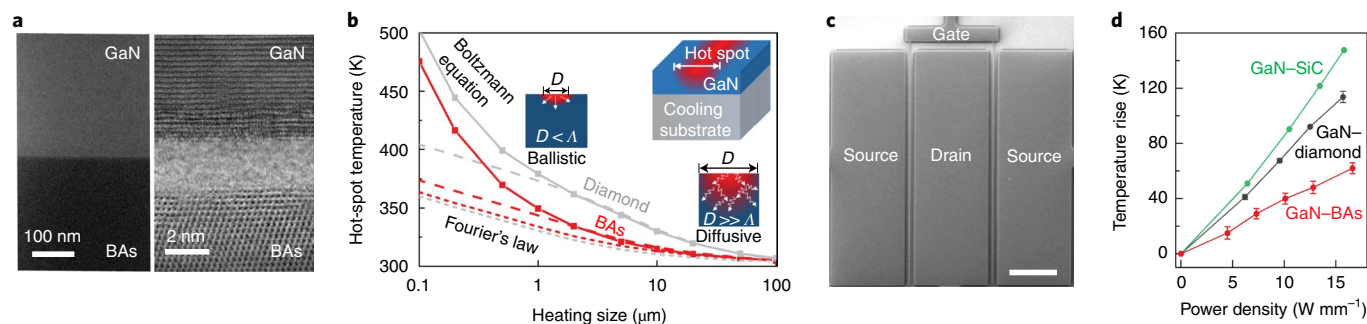 a
GaN
BAs
100 nm
GaN
BAs
2 nm
b
Hot-spot temperature (K)
500
450
400
350
300
0.1
1
10
100
Heating size (μm)
Boltzmann
equation
Fourier's law
Diamond
BAs
D
D < Λ
Ballistic
Hot spot
GaN
Cooling
substrate
D
D >> Λ
Diffusive
c
Gate
Source
Drain
Source
d
Temperature rise (K)
160
120
80
40
0
0
5
10
15
Power density (W mm⁻¹)
GaN–SiC
GaN–
diamond
GaN–BAs